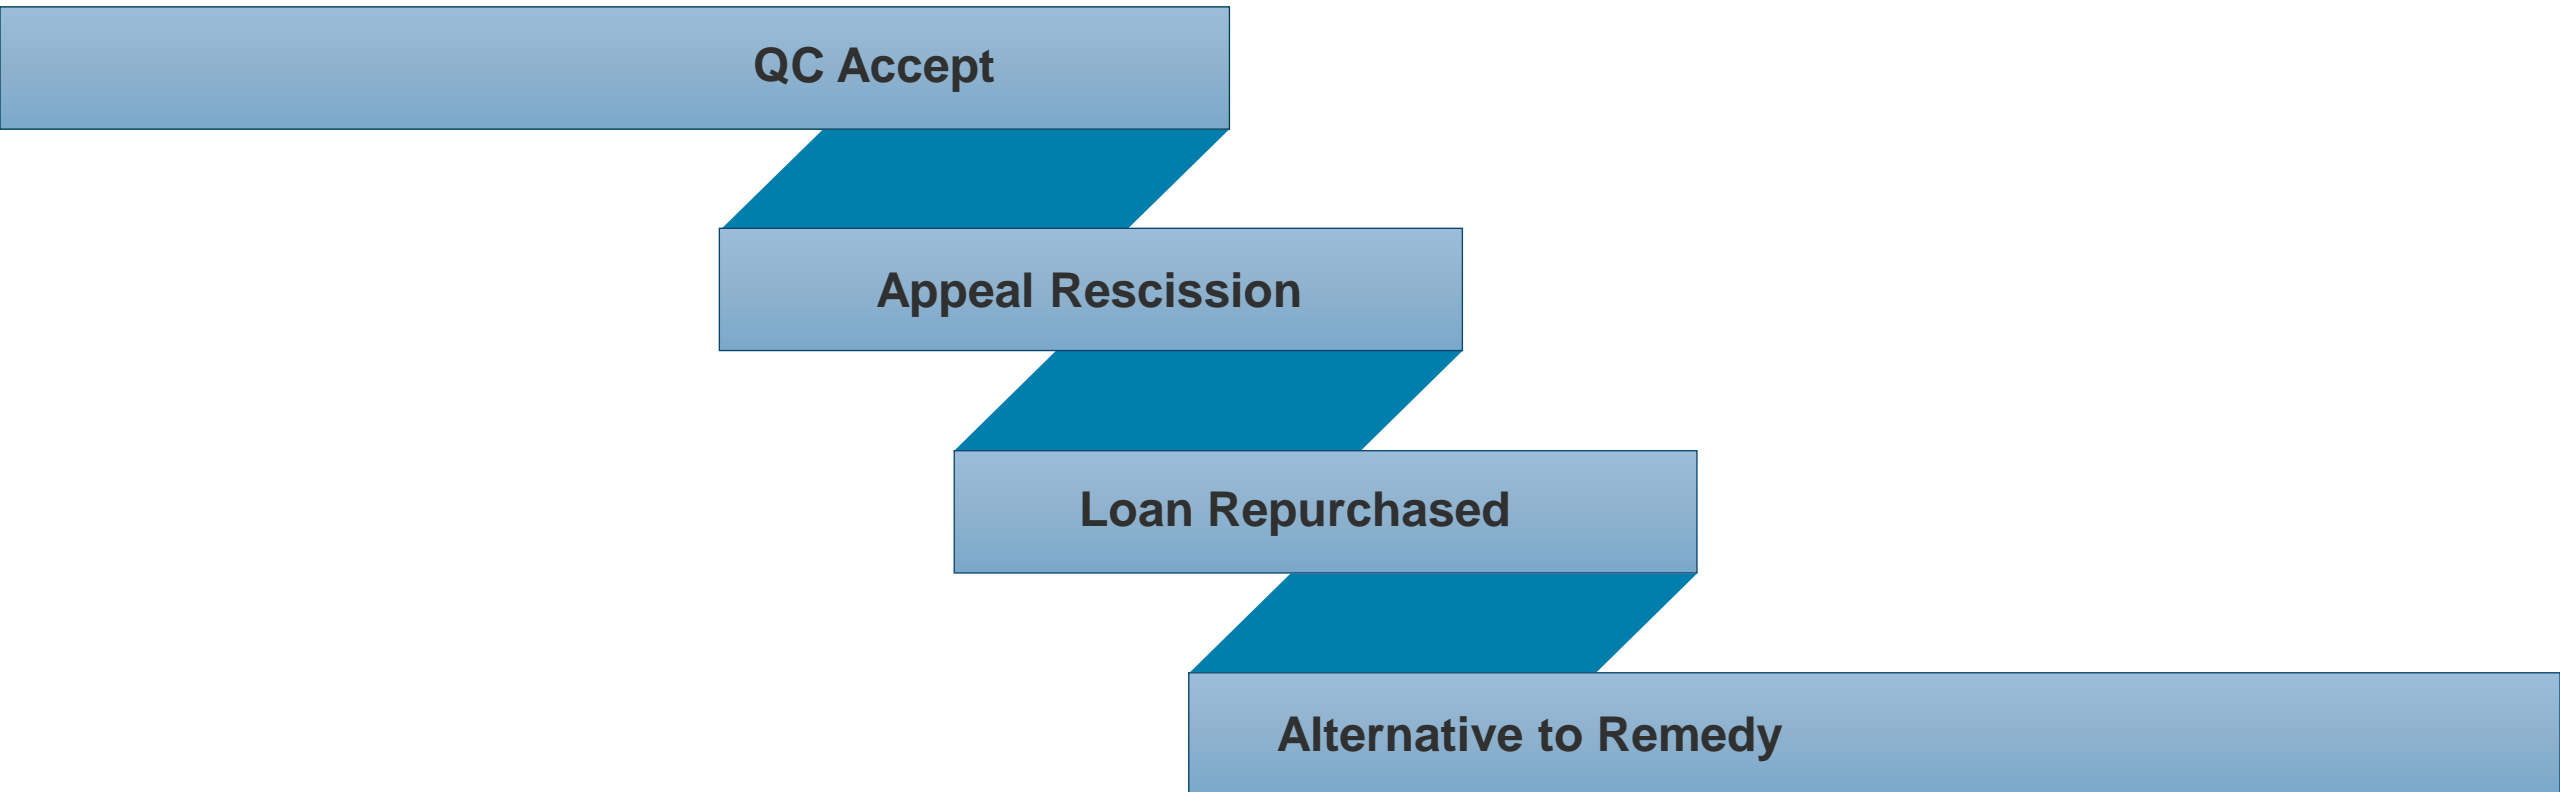 QC Accept
Appeal Rescission
Loan Repurchased
Alternative to Remedy